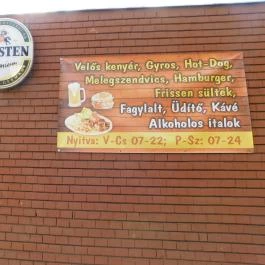 STEN
Velős kenyér, Gyros, Hot-Dog,
Melegszendvics, Hamburger,
Frissen sültek,
Fagylalt, Üdítő, Kávé
Alkoholos italok
Nyitva: V-Cs 07-22; P-Sz: 07-24